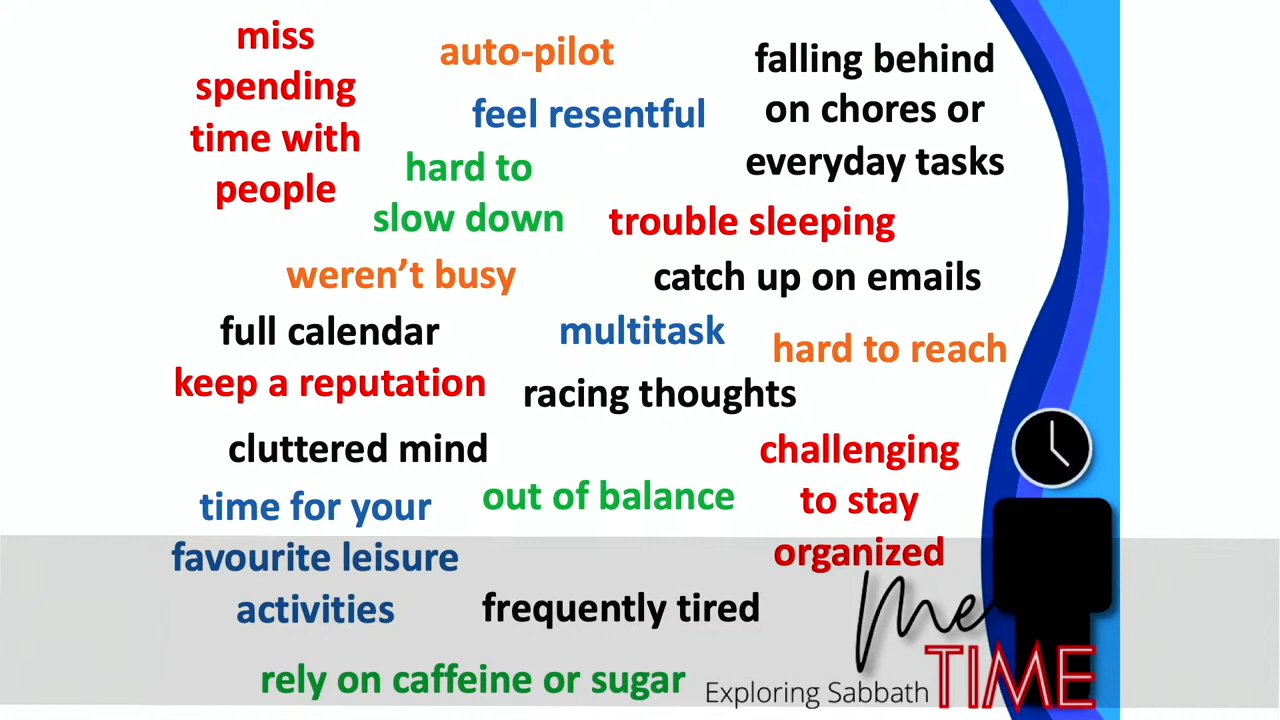 miss
spending
time with
people
auto-pilot
feel resentful
falling behind
on chores or
everyday tasks
hard to
slow down
trouble sleeping
weren’t busy
catch up on emails
full calendar
multitask
hard to reach
keep a reputation
racing thoughts
cluttered mind
challenging
to stay
organized
time for your
favourite leisure
activities
out of balance
frequently tired
rely on caffeine or sugar
Me
TIME
Exploring Sabbath